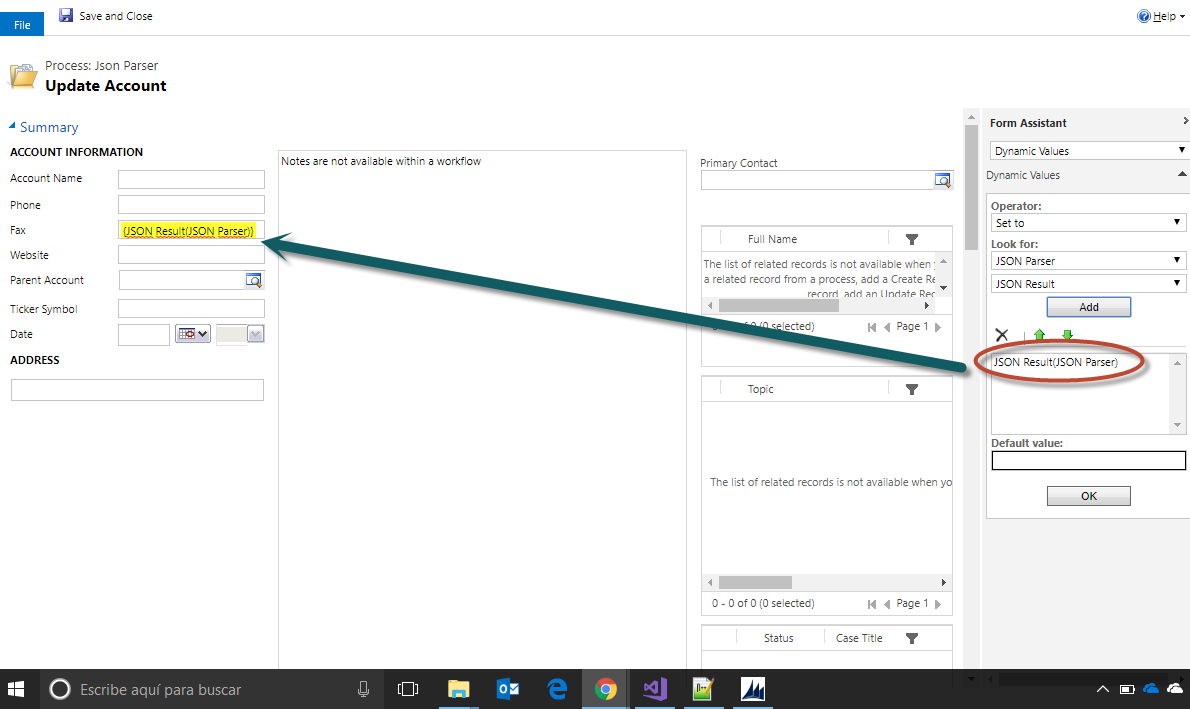 File
Save and Close
Help
Process: Json Parser
Update Account
Summary
ACCOUNT INFORMATION
Account Name
Phone
Fax
{JSON Result(JSON Parser)}
Website
Parent Account
Ticker Symbol
Date
ADDRESS
Notes are not available within a workflow
Primary Contact
Full Name
The list of related records is not available when
a related record from a process, add a Create Re
record, add an Update Rec
0 (0 selected)
Page 1
Topic
The list of related records is not available when yo
0 - 0 of 0 (0 selected)
Page 1
Status
Case Title
Form Assistant
Dynamic Values
Dynamic Values
Operator:
Set to
Look for:
JSON Parser
JSON Result
Add
JSON Result(JSON Parser)
Default value:
OK
Escribe aquí para buscar